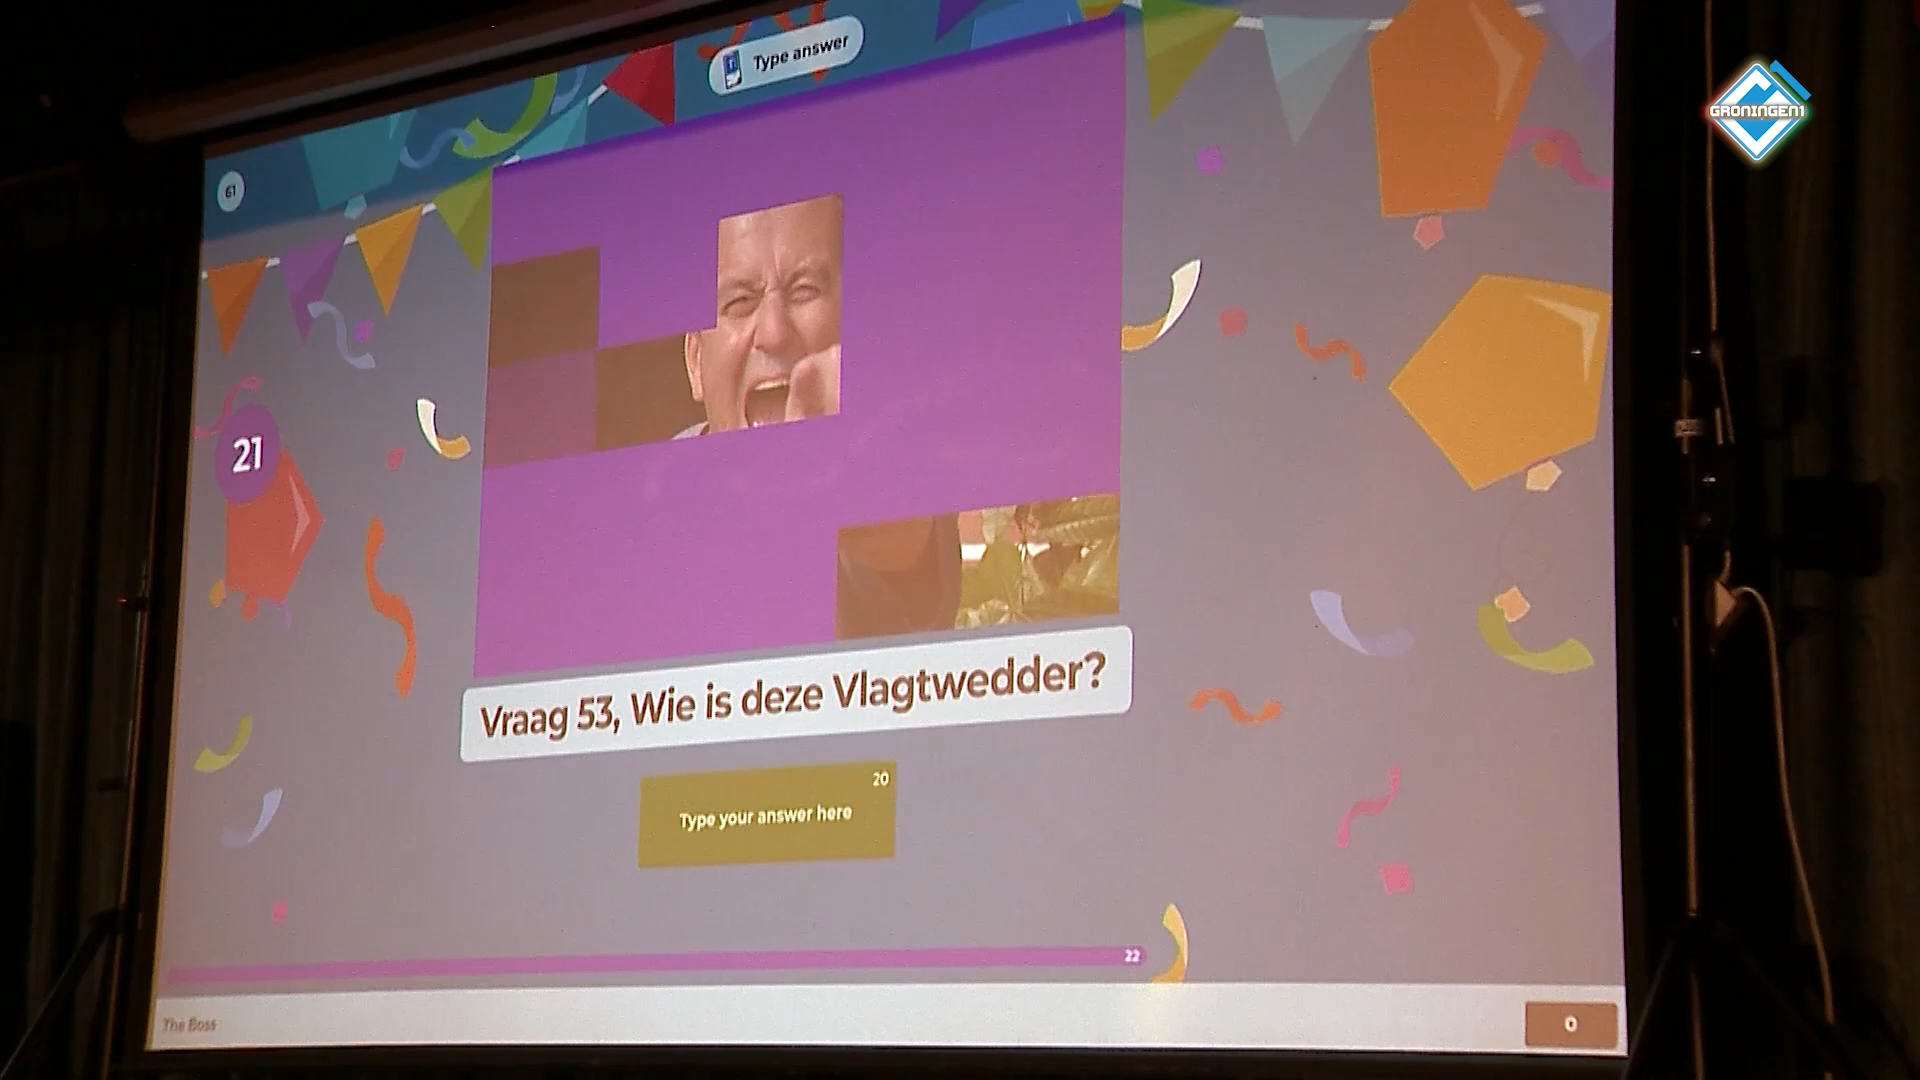 Type answer
GRONINGEN1
61
21
Vraag 53, Wie is deze Vlagtwedder?
20
Type your answer here
22
The Boss
0